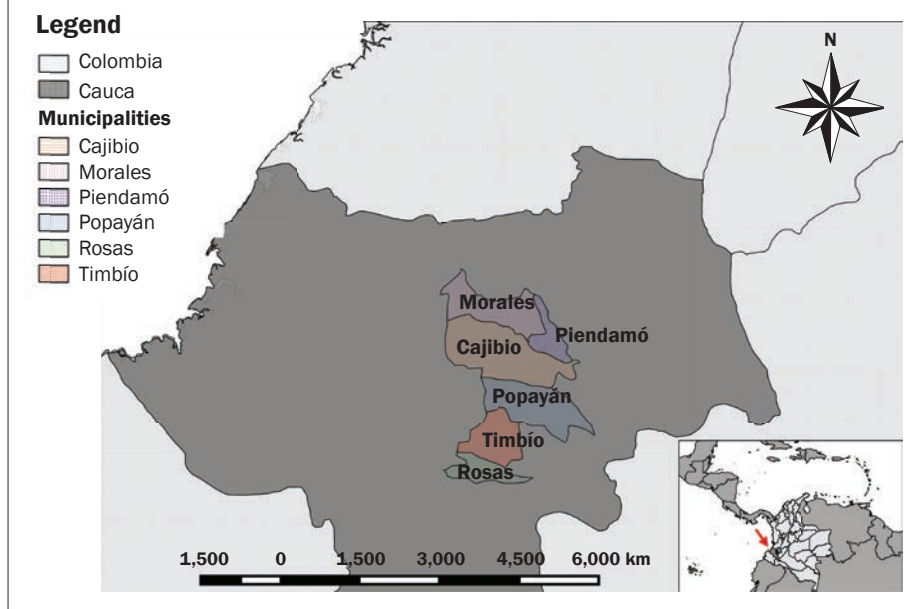 Legend
Colombia
Cauca
Municipalities
Cajibio
Morales
Piendamó
Popayán
Rosas
Timbío
N
Morales
Piendamó
Cajibio
Popayán
Timbío
Rosas
1,500 0 1,500 3,000 4,500 6,000 km